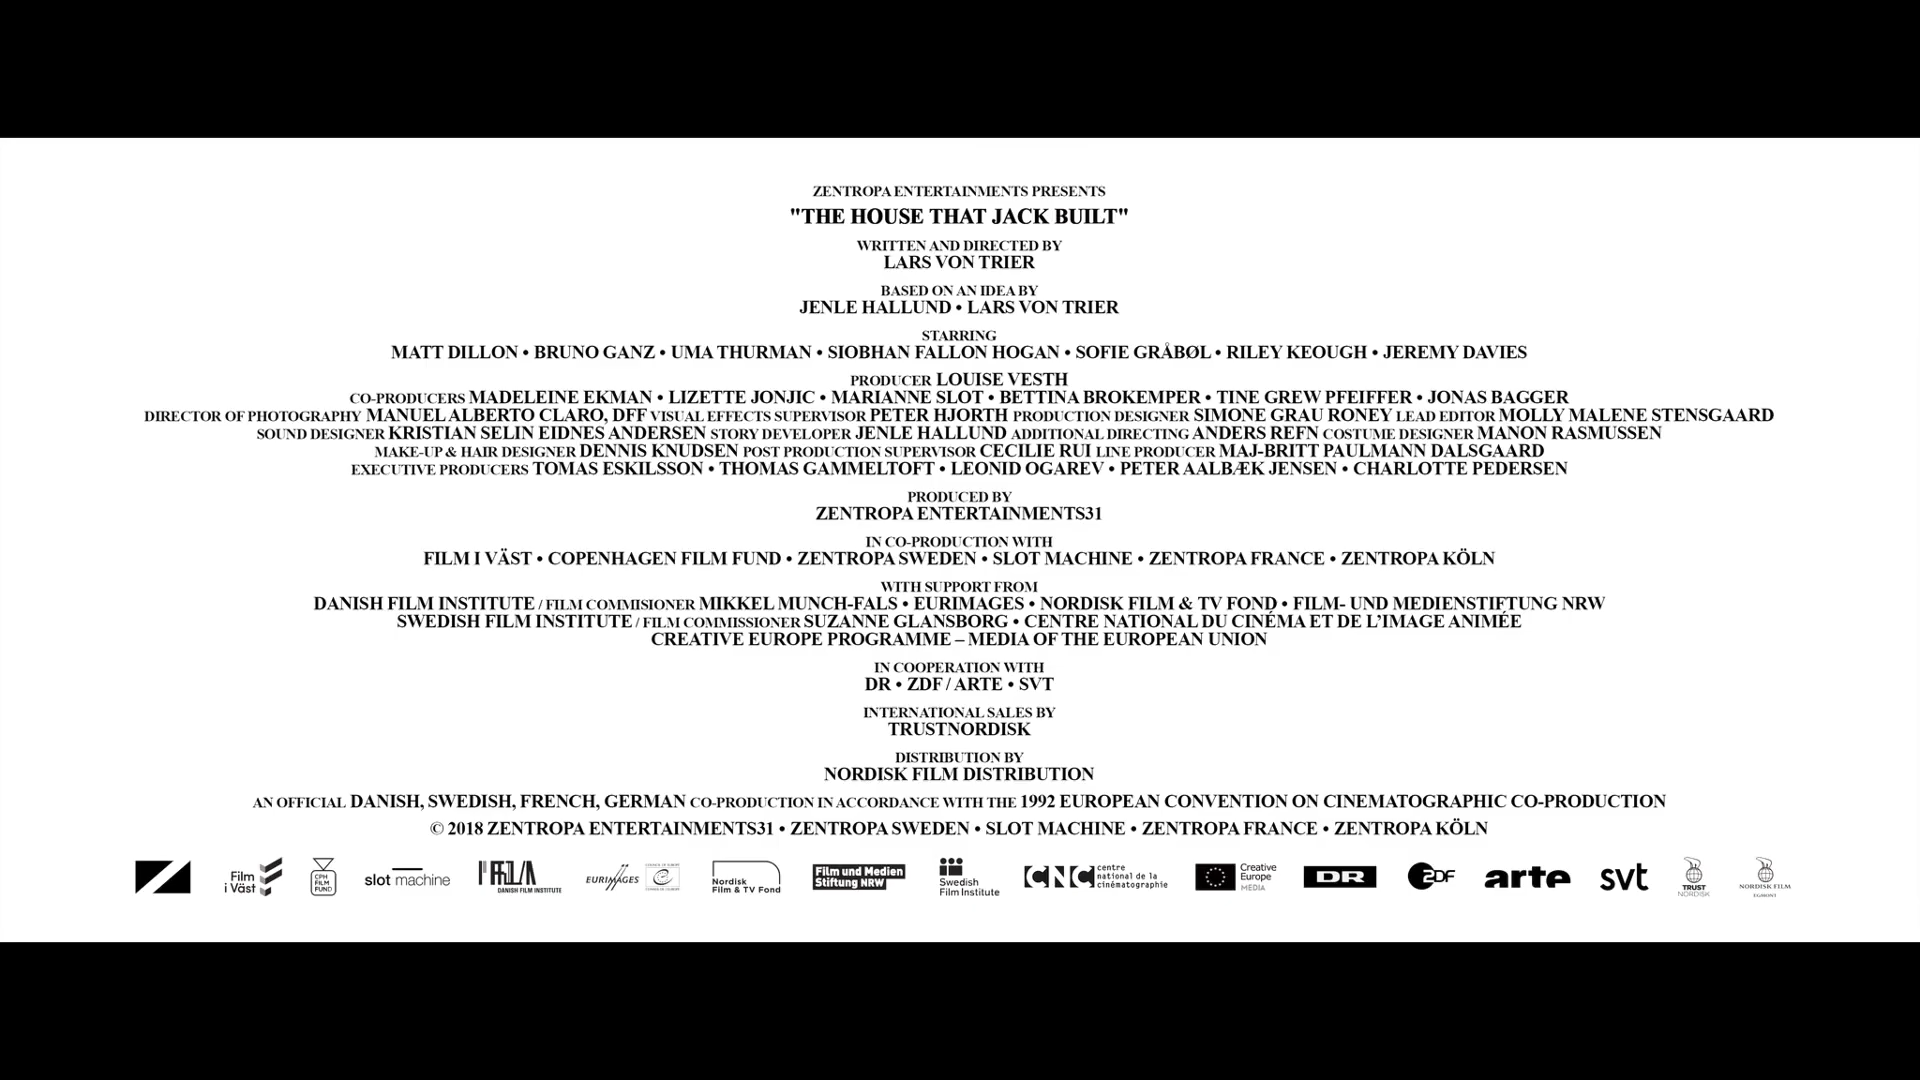 ZENTROPA ENTERTAINMENTS PRESENTS
"THE HOUSE THAT JACK BUILT"
WRITTEN AND DIRECTED BY
LARS VON TRIER
BASED ON AN IDEA BY
JENLE HALLUND • LARS VON TRIER
STARRING
MATT DILLON • BRUNO GANZ • UMA THURMAN • SIOBHAN FALLON HOGAN • SOFIE GRÅBØL • RILEY KEOUGH • JEREMY DAVIES
PRODUCER LOUISE VESTH
CO-PRODUCERS MADELEINE EKMAN • LIZETTE JONJIC • MARIANNE SLOT • BETTINA BROKEMPER • TINE GREW PFEIFFER • JONAS BAGGER
DIRECTOR OF PHOTOGRAPHY MANUEL ALBERTO CLARO, DFF VISUAL EFFECTS SUPERVISOR PETER HJORTH PRODUCTION DESIGNER SIMONE GRAU RONEY LEAD EDITOR MOLLY MALENE STENSGAARD
SOUND DESIGNER KRISTIAN SELIN EIDNES ANDERSEN STORY DEVELOPER JENLE HALLUND ADDITIONAL DIRECTING ANDERS REFN COSTUME DESIGNER MANON RASMUSSEN
MAKE-UP & HAIR DESIGNER DENNIS KNUDSEN POST PRODUCTION SUPERVISOR CECILIE RUI LINE PRODUCER MAJ-BRITT PAULMANN DALSGAARD
EXECUTIVE PRODUCERS TOMAS ESKILSSON • THOMAS GAMMELTOFT • LEONID OGAREV • PETER AALBÆK JENSEN • CHARLOTTE PEDERSEN
PRODUCED BY
ZENTROPA ENTERTAINMENTS31
IN CO-PRODUCTION WITH
FILM I VÄST • COPENHAGEN FILM FUND • ZENTROPA SWEDEN • SLOT MACHINE • ZENTROPA FRANCE • ZENTROPA KÖLN
WITH SUPPORT FROM
DANISH FILM INSTITUTE / FILM COMMISIONER MIKKEL MUNCH-FALS • EURIMAGES • NORDISK FILM & TV FOND • FILM- UND MEDIENSTIFTUNG NRW
SWEDISH FILM INSTITUTE / FILM COMMISSIONER SUZANNE GLANSBORG • CENTRE NATIONAL DU CINÉMA ET DE L'IMAGE ANIMÉE
CREATIVE EUROPE PROGRAMME – MEDIA OF THE EUROPEAN UNION
IN COOPERATION WITH
DR • ZDF / ARTE • SVT
INTERNATIONAL SALES BY
TRUSTNORDISK
DISTRIBUTION BY
NORDISK FILM DISTRIBUTION
AN OFFICIAL DANISH, SWEDISH, FRENCH, GERMAN CO-PRODUCTION IN ACCORDANCE WITH THE 1992 EUROPEAN CONVENTION ON CINEMATOGRAPHIC CO-PRODUCTION
© 2018 ZENTROPA ENTERTAINMENTS31 • ZENTROPA SWEDEN • SLOT MACHINE • ZENTROPA FRANCE • ZENTROPA KÖLN
Film
i Väst
CPH
FILM
FUND
slot machine
DANISH FILM INSTITUTE
EURIMAGES
Nordisk
Film & TV Fond
Film und Medien
Stiftung NRW
Swedish
Film Institute
CNC
centre
national de la
cinématographie
Creative
Europe
MEDIA
DR
ZDF
arte
svt
TRUST
NORDISK
NORDISK FILM
EGMONT